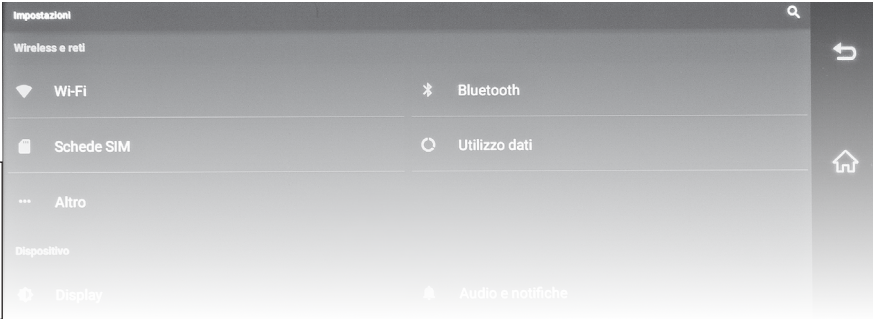 Impostazioni
Wireless e reti
Wi-Fi
Bluetooth
Schede SIM
Utilizzo dati
Altro
Dispositivo
Display
Audio e notifiche